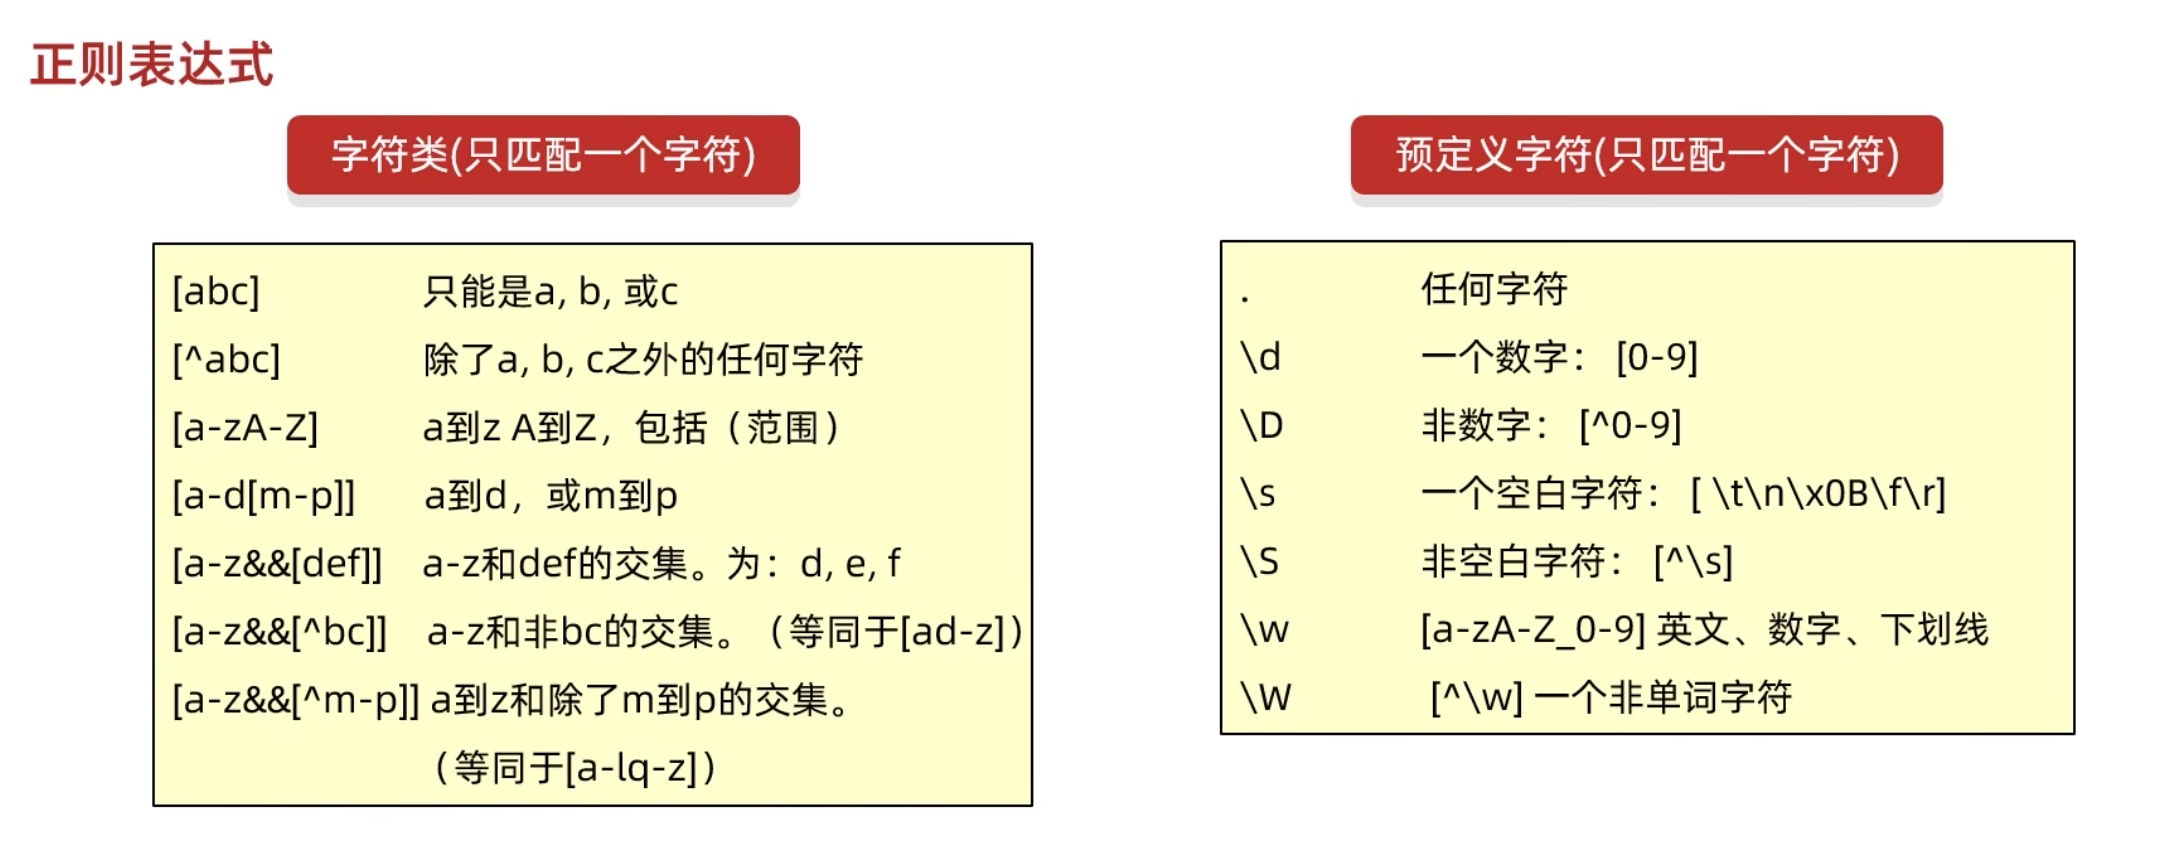 正则表达式
字符类(只匹配一个字符)
[abc] 只能是a, b, 或c
[^abc] 除了a, b, c之外的任何字符
[a-zA-Z] a到z A到Z，包括（范围）
[a-d[m-p]] a到d，或m到p
[a-z&&[def]] a-z和def的交集。为：d, e, f
[a-z&&[^bc]] a-z和非bc的交集。（等同于[ad-z]）
[a-z&&[^m-p]] a到z和除了m到p的交集。
（等同于[a-lq-z]）
预定义字符(只匹配一个字符)
. 任何字符
\d 一个数字： [0-9]
\D 非数字： [^0-9]
\s 一个空白字符： [ \t\n\x0B\f\r]
\S 非空白字符： [^\s]
\w [a-zA-Z_0-9] 英文、数字、下划线
\W [^\w] 一个非单词字符